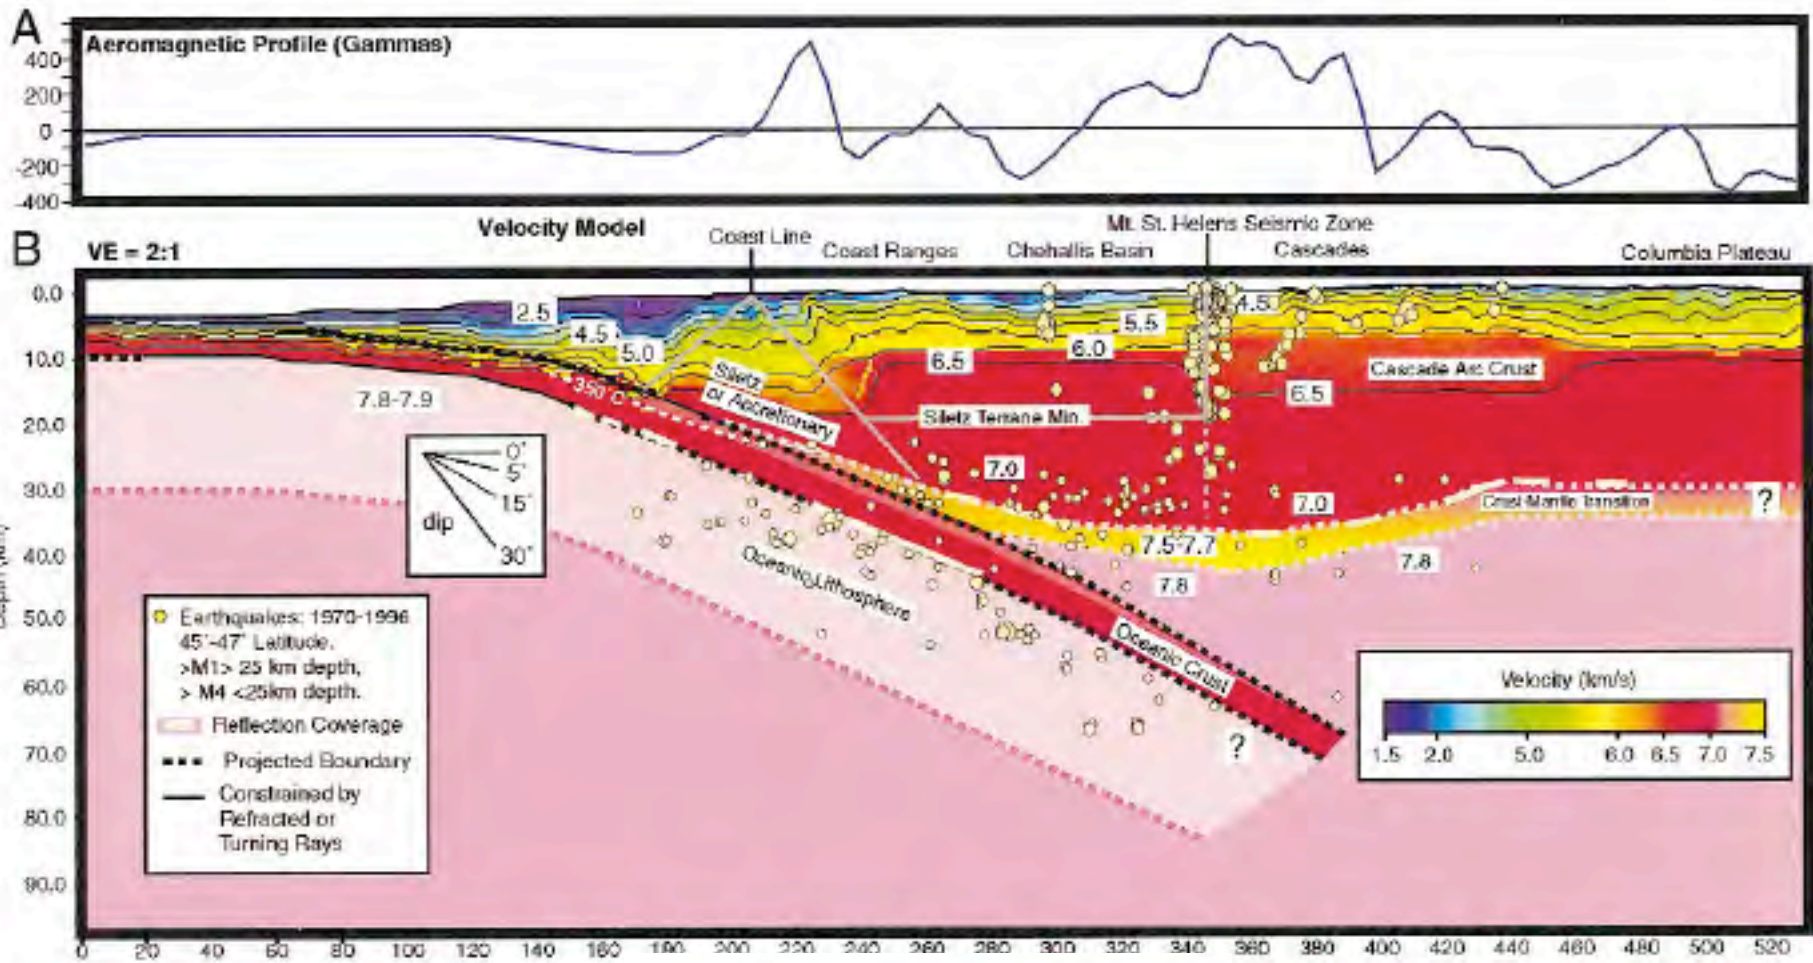 A
Aeromagnetic Profile (Gammas)
400
200
0
-200
-400
B
VE = 2:1
Velocity Model
Coast Line
Coast Ranges
Chehallis Basin
Mt. St. Helens Seismic Zone
Cascades
Columbia Plateau
0.0
10.0
20.0
30.0
40.0
50.0
60.0
70.0
80.0
90.0
2.5
4.5
5.0
4.5
5.5
6.0
6.5
6.5
Cascade Arc Crust
350°C
Siletz
or Accretionary
Siletz Terrane Min.
7.8-7.9
7.0
7.0
Crust-Mantle Transition
?
7.5-7.7
7.8
7.8
0°
5°
15°
30°
dip
Oceanic Lithosphere
Oceanic Crust
?
Earthquakes: 1970-1996
45°-47° Latitude.
>M1> 25 km depth,
> M4 <25km depth.
Reflection Coverage
Projected Boundary
Constrained by
Refracted or
Turning Rays
Velocity (km/s)
1.5 2.0 5.0 6.0 6.5 7.0 7.5
0 20 40 60 80 100 120 140 160 180 200 220 240 260 280 300 320 340 360 380 400 420 440 460 480 500 520